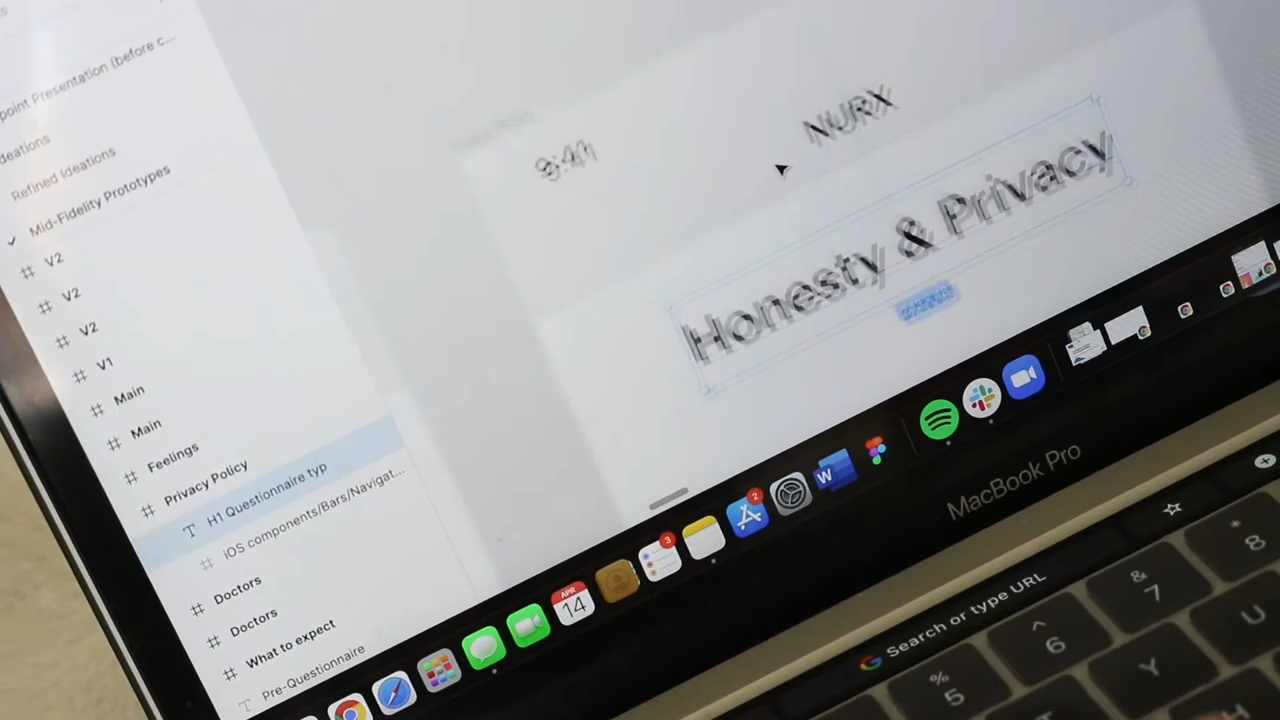 point Presentation (before c...
deations
Refined Ideations
Mid-Fidelity Prototypes
V2
V2
V2
V1
Main
Main
Feelings
Privacy Policy
H1 Questionnaire typ
iOS components/Bars/Navigat...
Doctors
Doctors
What to expect
Pre-Questionnaire
9:41
NURX
Honesty & Privacy
APR
14
3
2
W
MacBook Pro
Search or type URL
%
5
^
6
&
7
*
8
Y
U
H